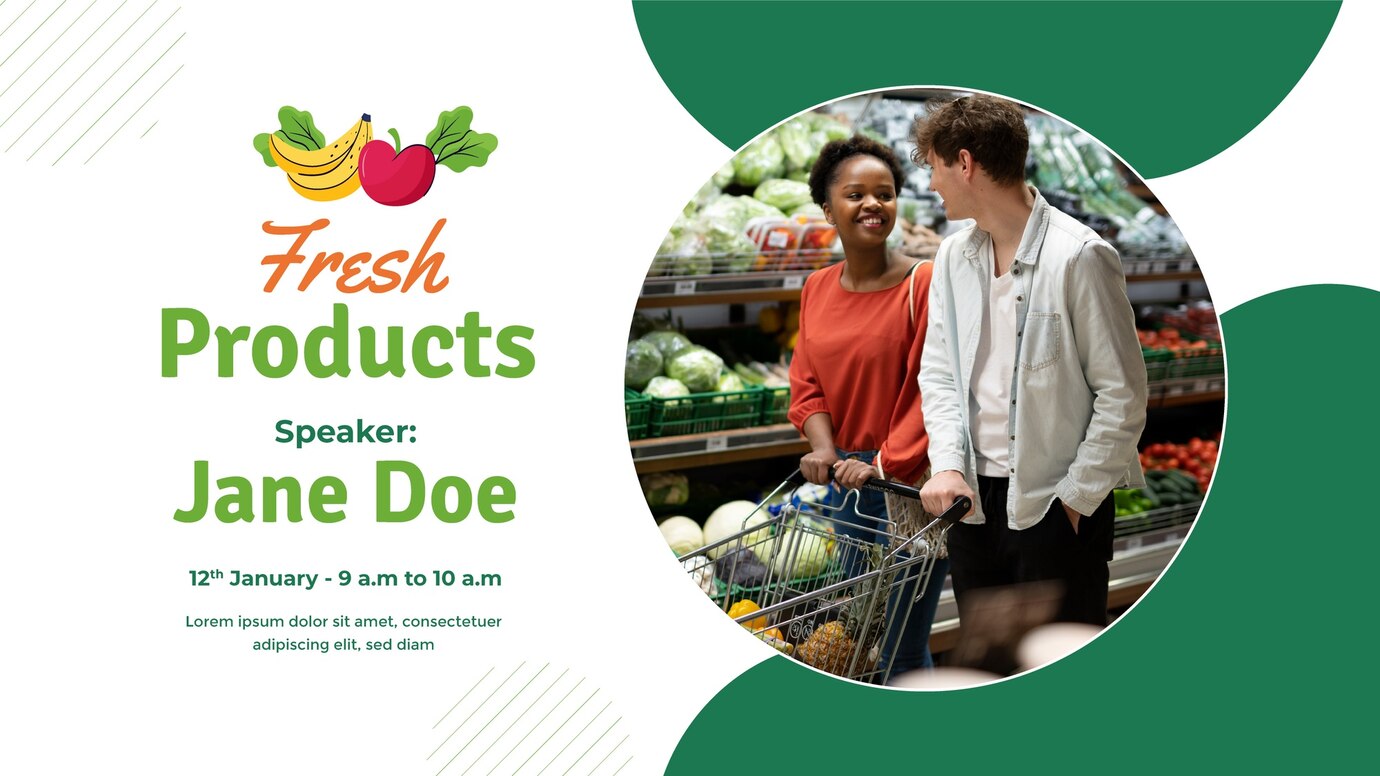 Fresh
Products
Speaker:
Jane Doe
12th January - 9 a.m to 10 a.m
Lorem ipsum dolor sit amet, consectetuer
adipiscing elit, sed diam